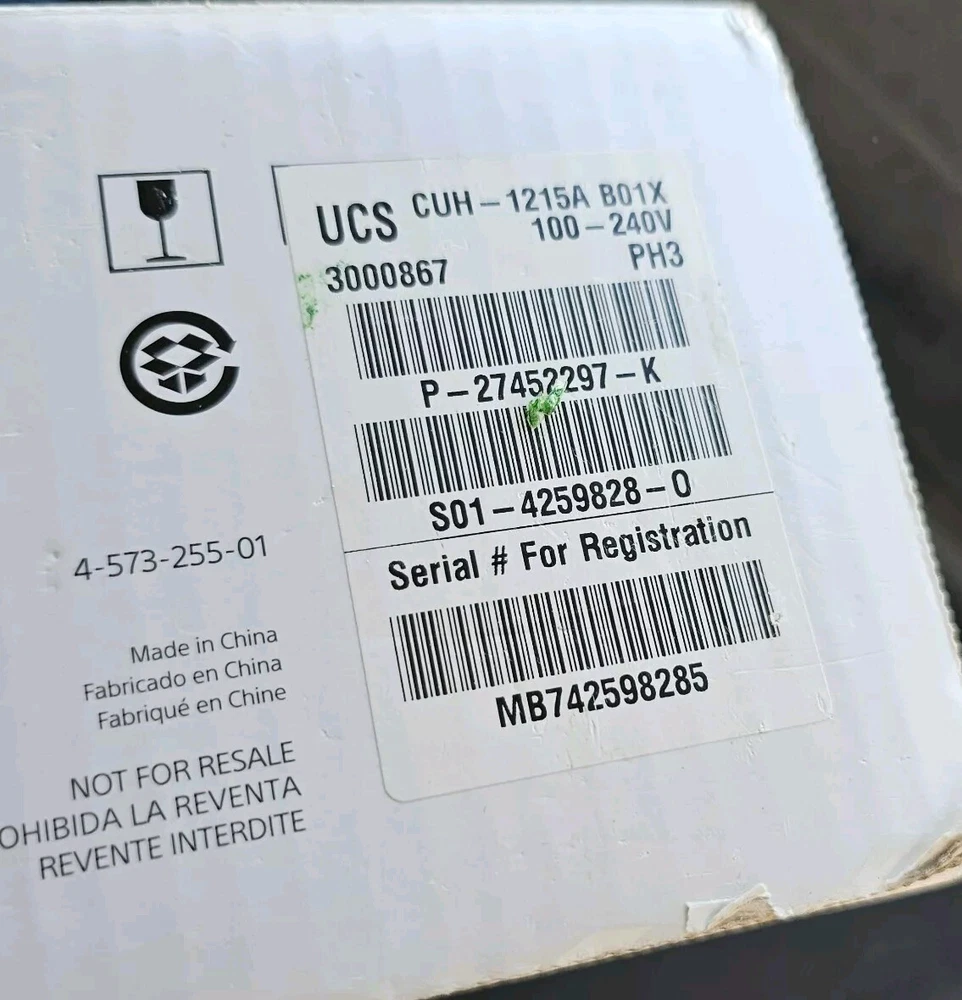 UCS CUH-1215A B01X
100-240V
3000867 PH3
P-27452297-K
S01-4259828-0
Serial # For Registration
MB742598285
4-573-255-01
Made in China
Fabricado en China
Fabriqué en Chine
NOT FOR RESALE
OHIBIDA LA REVENTA
REVENTE INTERDITE